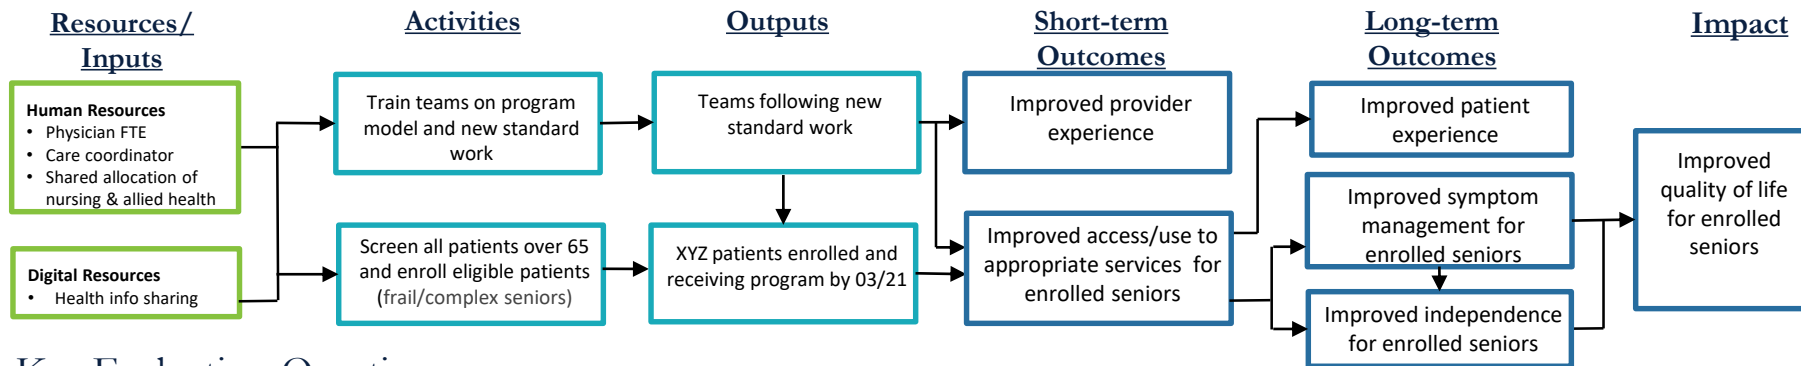 Resources/
Inputs
Activities
Outputs
Short-term
Outcomes
Long-term
Outcomes
Impact
Human Resources
• Physician FTE
• Care coordinator
• Shared allocation of
nursing & allied health
Digital Resources
• Health info sharing
Train teams on program
model and new standard
work
Screen all patients over 65
and enroll eligible patients
(frail/complex seniors)
Teams following new
standard work
XYZ patients enrolled and
receiving program by 03/21
Improved provider
experience
Improved access/use to
appropriate services for
enrolled seniors
Improved patient
experience
Improved symptom
management for
enrolled seniors
Improved independence
for enrolled seniors
Improved
quality of life
for enrolled
seniors
Key Evaluation Questions